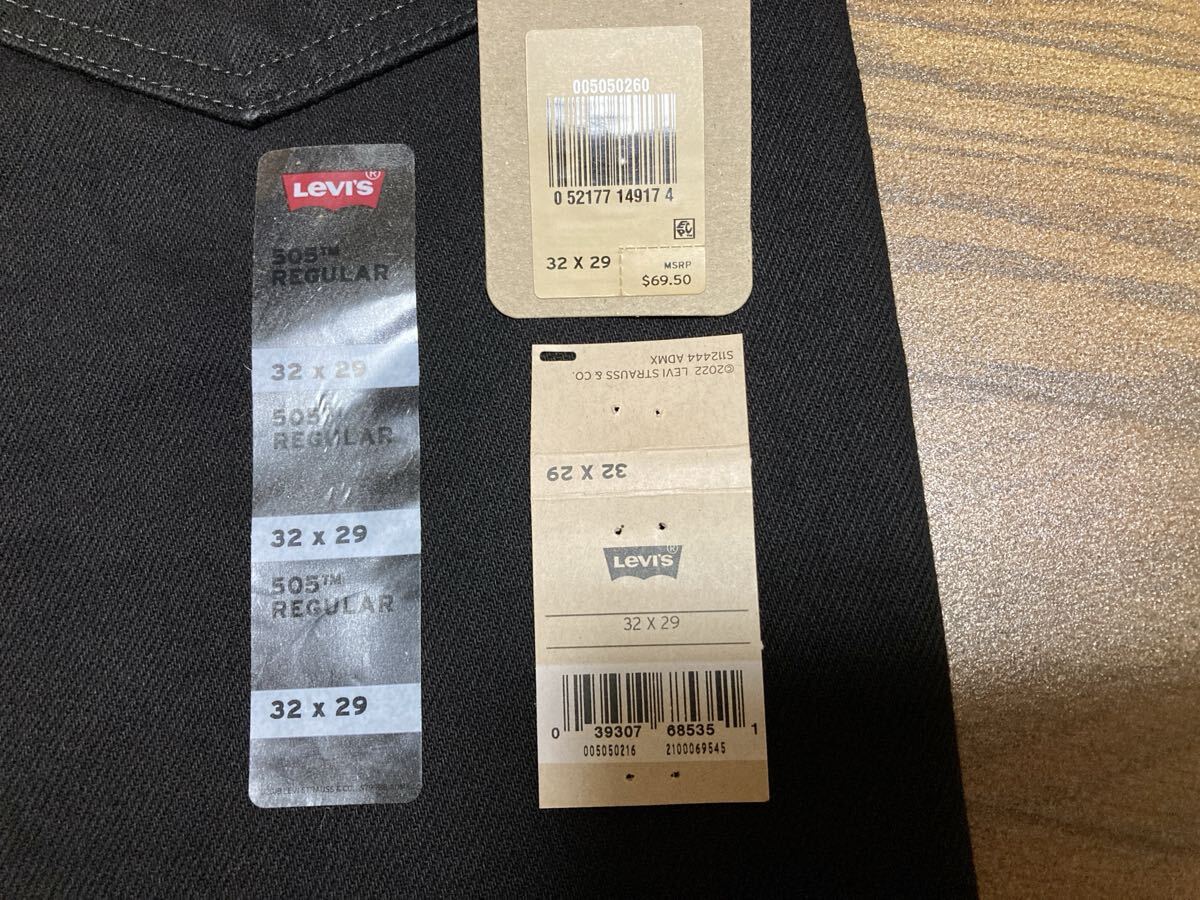 LEVI'S®
505™
REGULAR
32 x 29
505™
REGULAR
32 x 29
505™
REGULAR
32 x 29
005050260
0 52177 14917 4
32 X 29
MSRP
$69.50
©2022 LEVI STRAUSS & CO.
S112444 ADMX
32 X 29
LEVI'S®
32 X 29
0 39307 68535 1
005050216 2100069545